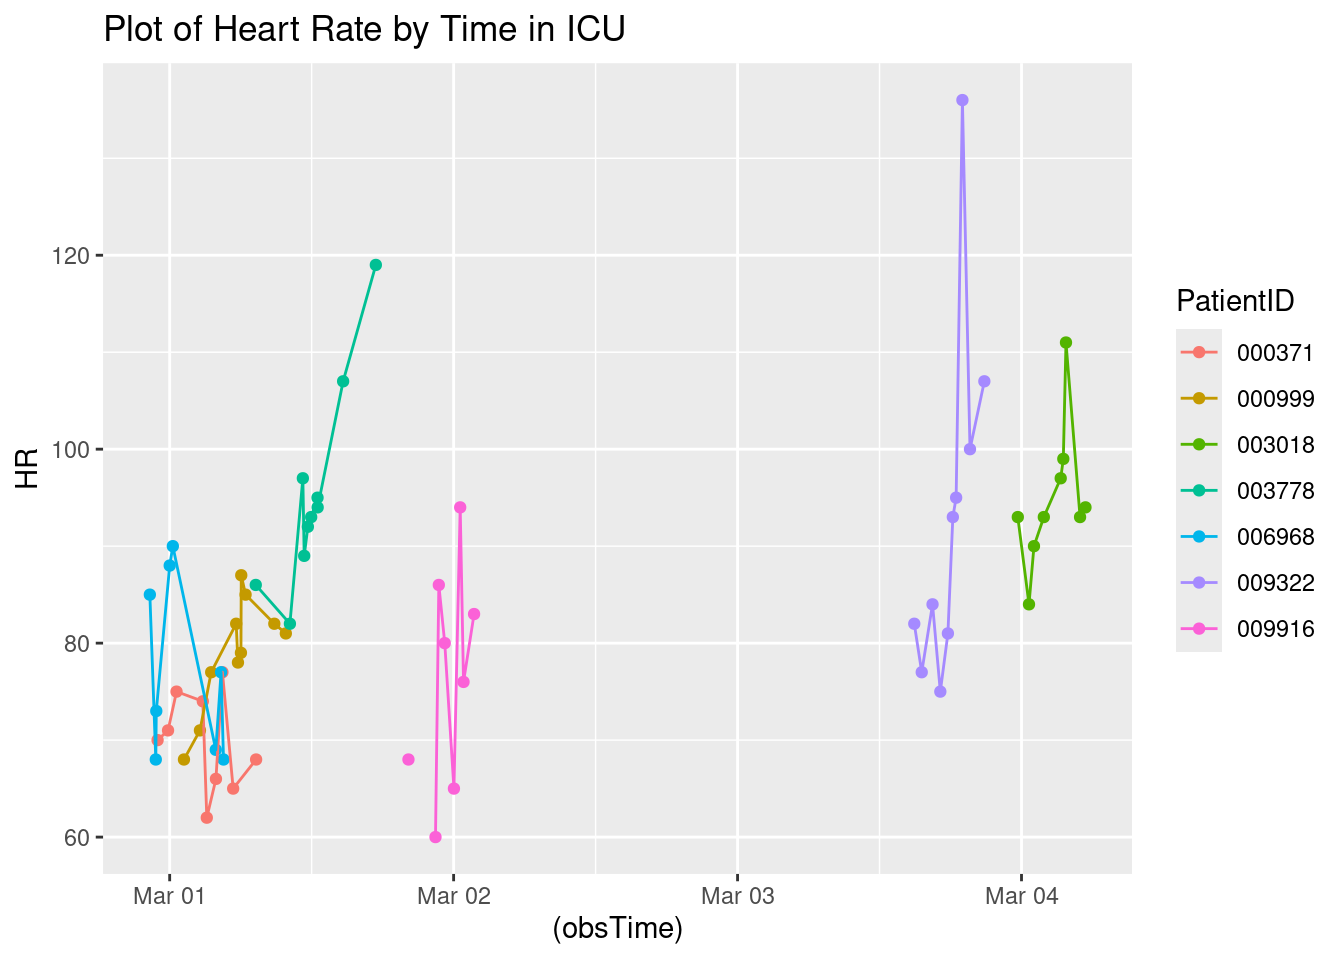 Plot of Heart Rate by Time in ICU
HR
120
100
80
60
Mar 01
Mar 02
Mar 03
Mar 04
(obsTime)
PatientID
000371
000999
003018
003778
006968
009322
009916